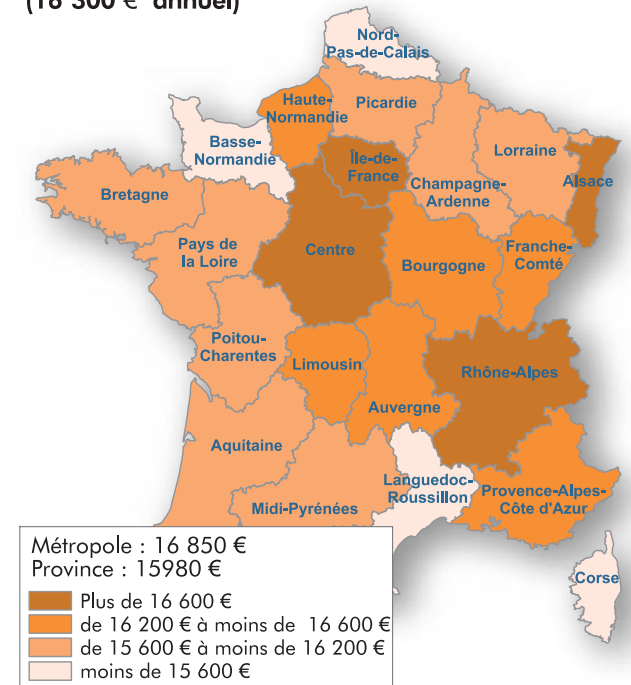 (16 300 € annuel)
Nord-
Pas-de-Calais
Haute-
Normandie
Picardie
Basse-
Normandie
Île-de-
France
Lorraine
Alsace
Champagne-
Ardenne
Bretagne
Pays de
la Loire
Centre
Bourgogne
Franche-
Comté
Poitou-
Charentes
Limousin
Auvergne
Rhône-Alpes
Aquitaine
Midi-Pyrénées
Languedoc-
Roussillon
Provence-Alpes-
Côte d'Azur
Corse
Métropole : 16 850 €
Province : 15980 €
Plus de 16 600 €
de 16 200 € à moins de 16 600 €
de 15 600 € à moins de 16 200 €
moins de 15 600 €